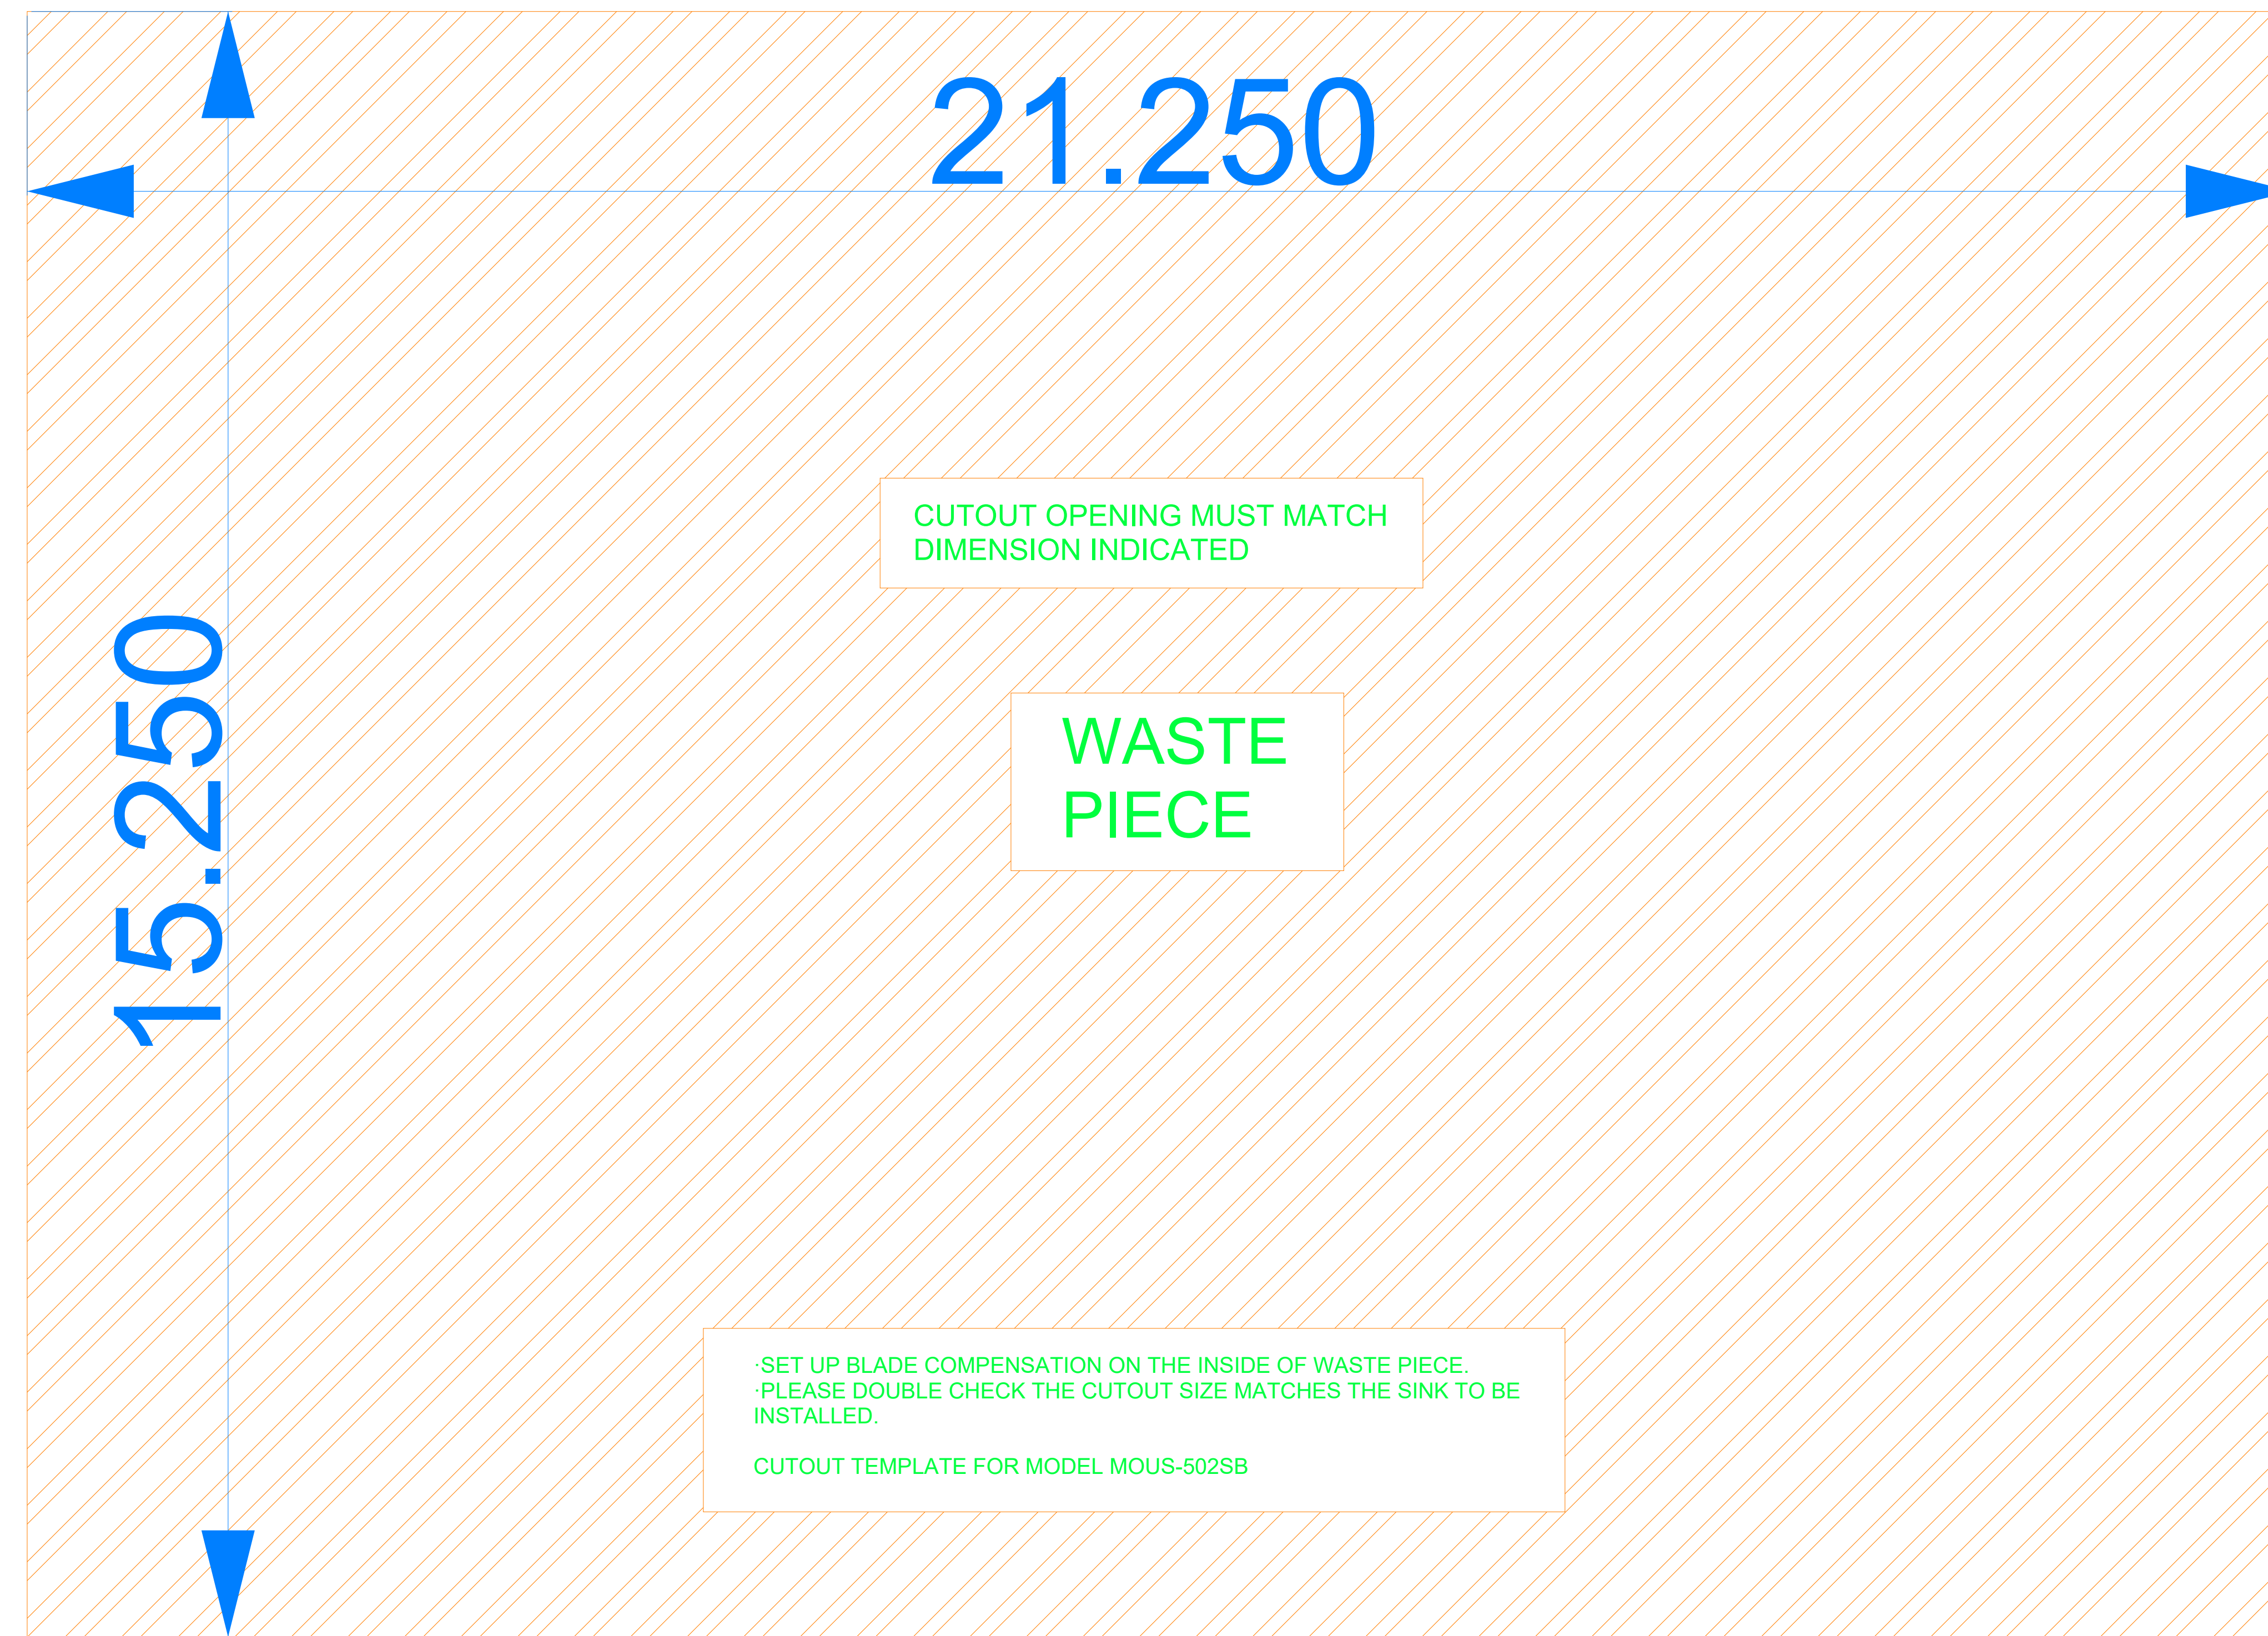 21.250
CUTOUT OPENING MUST MATCH
DIMENSION INDICATED
15.250
WASTE
PIECE
·SET UP BLADE COMPENSATION ON THE INSIDE OF WASTE PIECE.
·PLEASE DOUBLE CHECK THE CUTOUT SIZE MATCHES THE SINK TO BE
INSTALLED.
CUTOUT TEMPLATE FOR MODEL MOUS-502SB